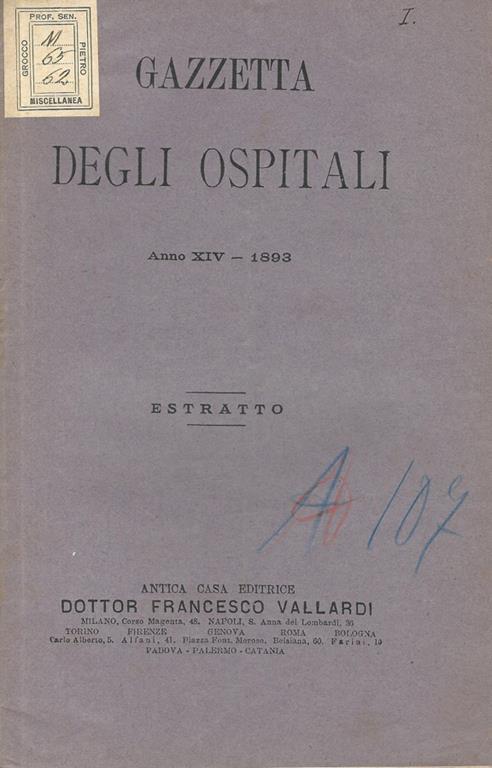 I.
PROF. SEN.
GROCCO
PIETRO
M
63
62
MISCELLANEA
GAZZETTA
DEGLI OSPITALI
Anno XIV – 1893
ESTRATTO
A 107
ANTICA CASA EDITRICE
DOTTOR FRANCESCO VALLARDI
MILANO, Corso Magenta, 48. NAPOLI, S. Anna dei Lombardi, 36
TORINO FIRENZE GENOVA ROMA BOLOGNA
Carlo Alberto, 5. Alfani, 41. Piazza Font. Morose. Belsiana, 60. Farini, 10
PADOVA - PALERMO - CATANIA